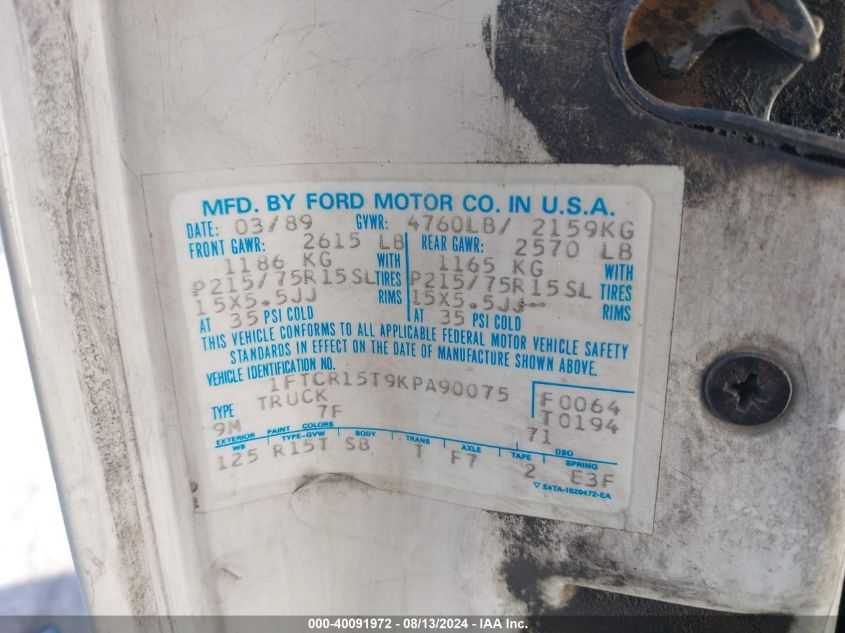 MFD. BY FORD MOTOR CO. IN U.S.A.
DATE: 03/89 GVWR: 4760LB/ 2159KG
FRONT GAWR: 2615 LB REAR GAWR: 2570 LB
1186 KG WITH 1165 KG WITH
P215/75R15SL TIRES P215/75R15SL TIRES
15X5.5JJ RIMS 15X5.5JJ RIMS
AT 35 PSI COLD AT 35 PSI COLD
THIS VEHICLE CONFORMS TO ALL APPLICABLE FEDERAL MOTOR VEHICLE SAFETY
STANDARDS IN EFFECT ON THE DATE OF MANUFACTURE SHOWN ABOVE.
VEHICLE IDENTIFICATION NO.
1FTCR15T9KPA90075 F0064
TYPE TRUCK T0194
9M 7F 71
EXTERIOR PAINT COLORS DSO
WB TYPE-GVW BODY TRANS AXLE TAPE SPRING
125 R15T SB T F7 2 E3F
▽ E4TA-1020472-EA
000-40091972 - 08/13/2024 - IAA Inc.